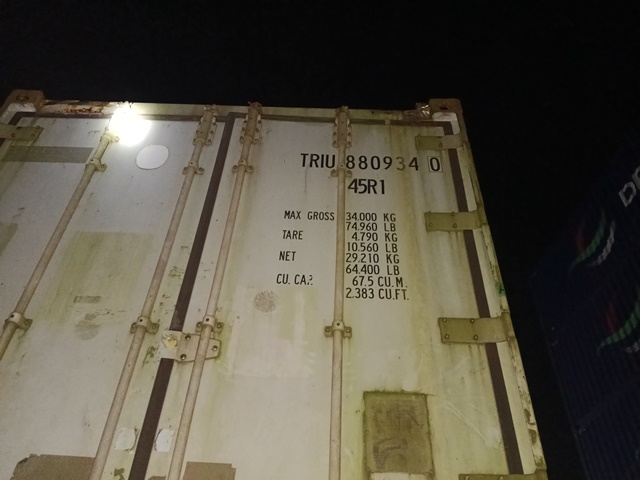 TRIU 880934 0
45R1
MAX GROSS 34.000 KG
74.960 LB
TARE 4.790 KG
10.560 LB
NET 29.210 KG
64.400 LB
CU. CAP. 67.5 CU.M.
2.383 CU.FT.